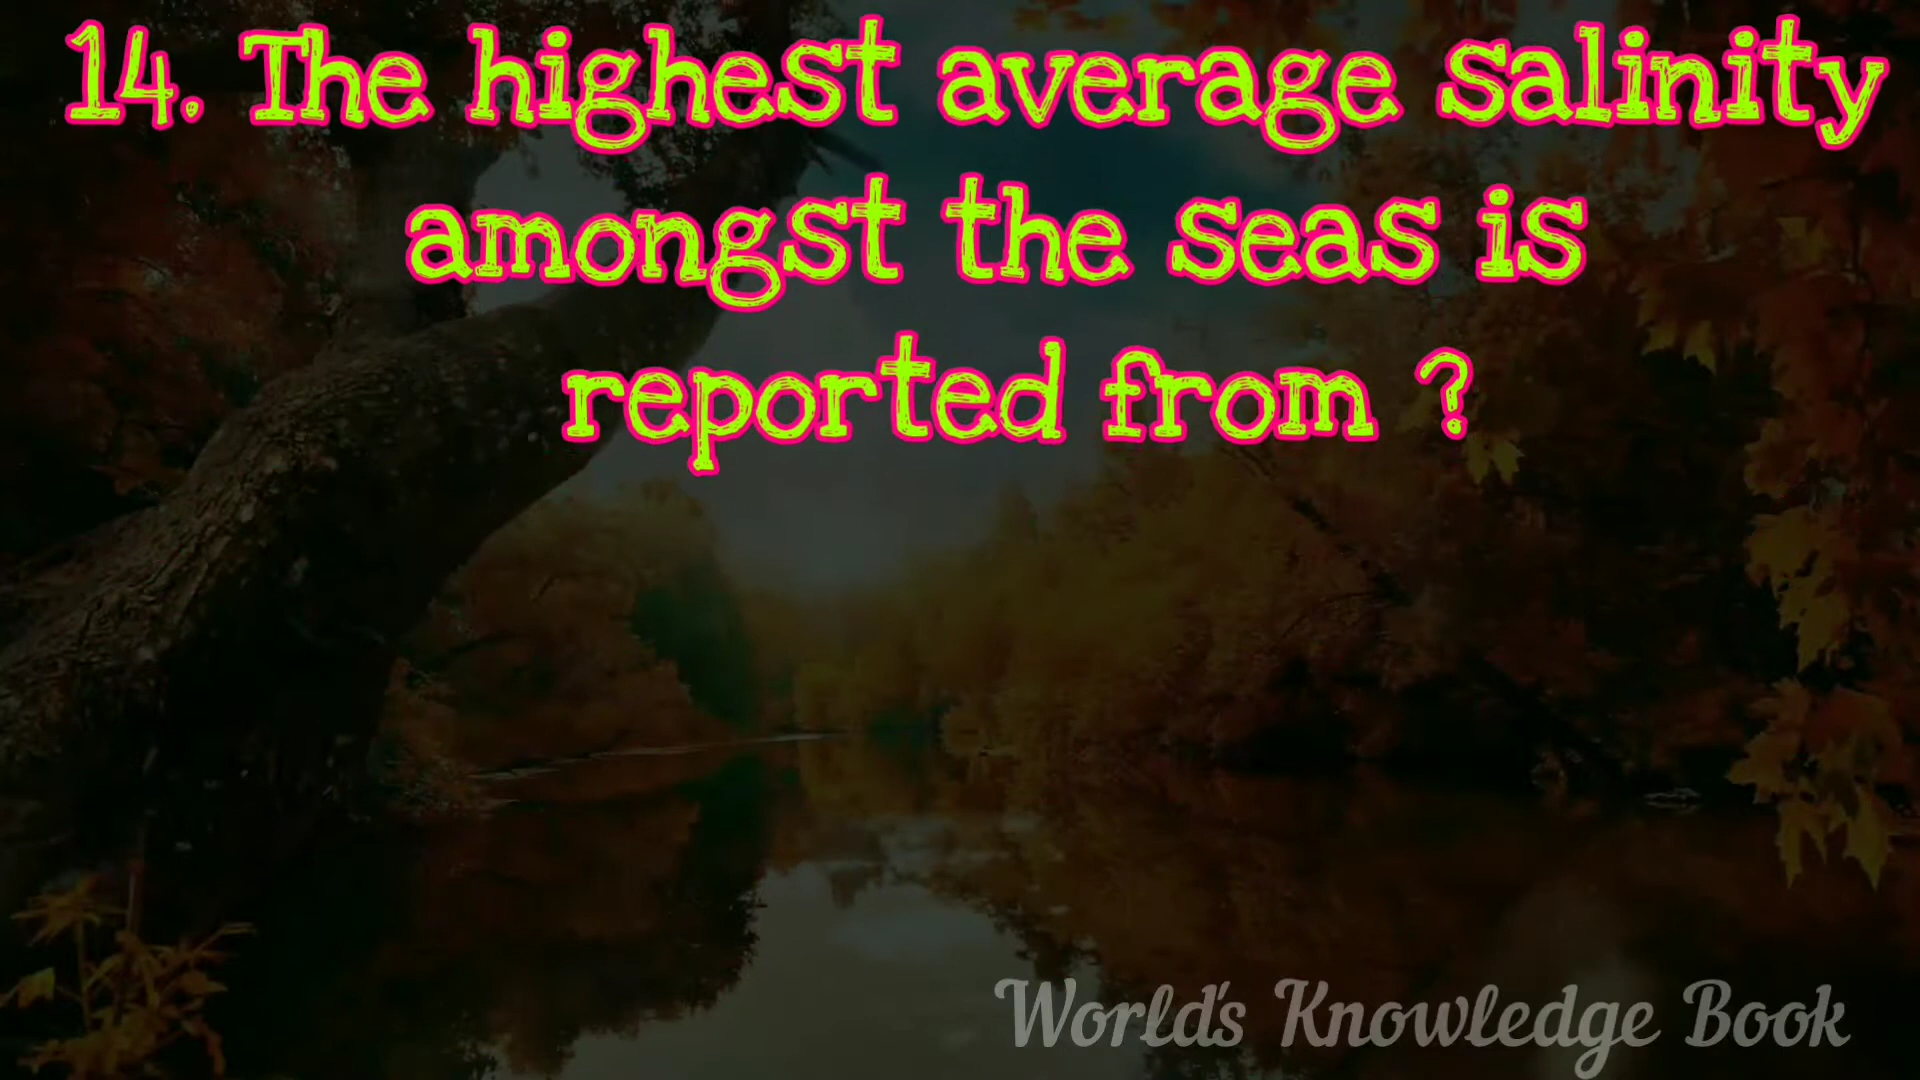 14. The highest average salinity
amongst the seas is
reported from ?
World's Knowledge Book